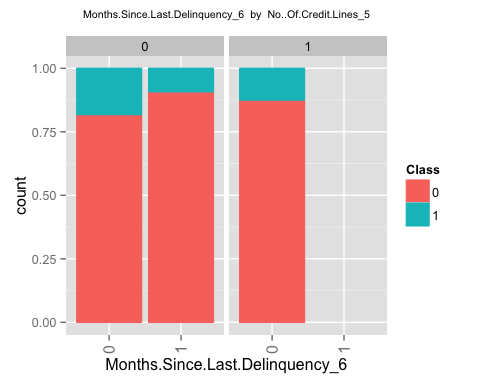 Months.Since.Last.Delinquency_6 by No..Of.Credit.Lines_5
0 1
1.00
0.75
0.50
0.25
0.00
count
0 1 0 1
Months.Since.Last.Delinquency_6
Class
0
1